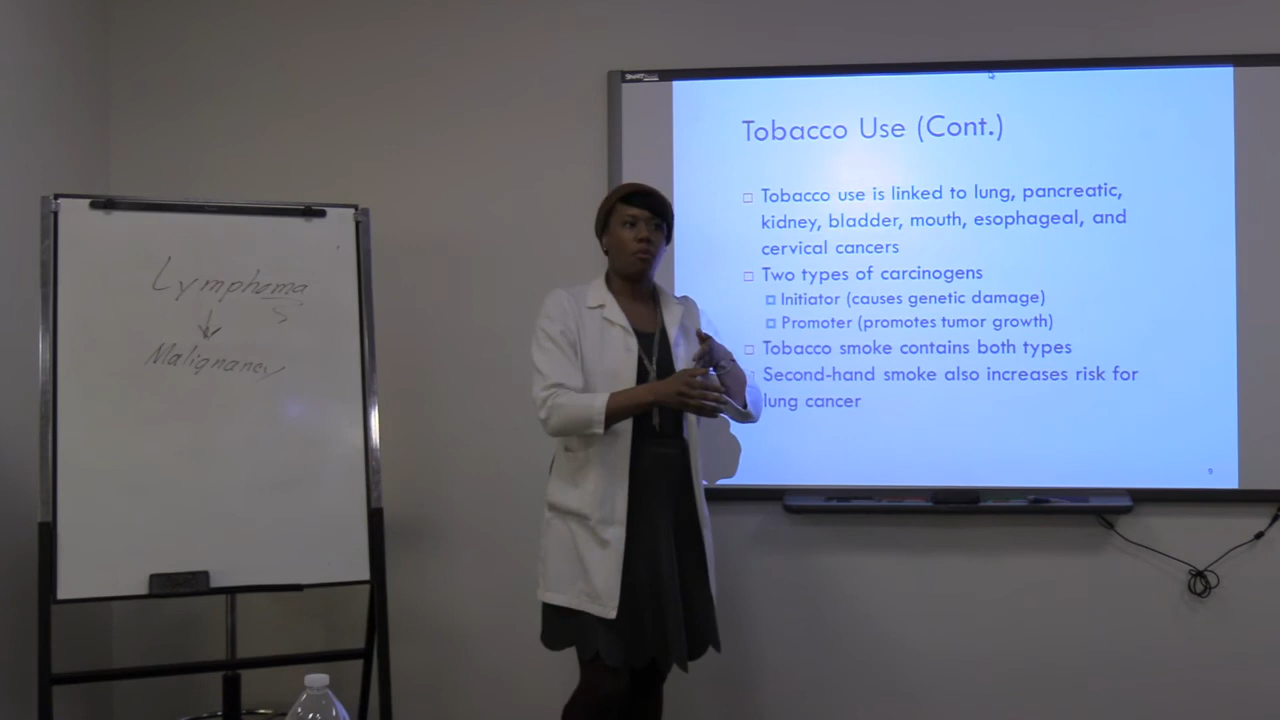 Lymphoma
Malignancy
SMART
Tobacco Use (Cont.)
Tobacco use is linked to lung, pancreatic,
kidney, bladder, mouth, esophageal, and
cervical cancers
Two types of carcinogens
Initiator (causes genetic damage)
Promoter (promotes tumor growth)
Tobacco smoke contains both types
Second-hand smoke also increases risk for
lung cancer
9